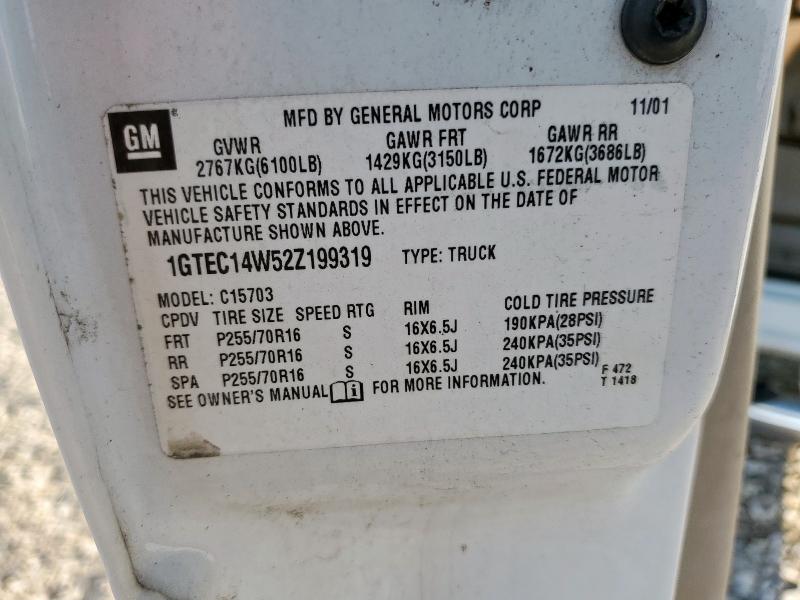 GM MFD BY GENERAL MOTORS CORP 11/01
GVWR GAWR FRT GAWR RR
2767KG(6100LB) 1429KG(3150LB) 1672KG(3686LB)
THIS VEHICLE CONFORMS TO ALL APPLICABLE U.S. FEDERAL MOTOR
VEHICLE SAFETY STANDARDS IN EFFECT ON THE DATE OF
MANUFACTURE SHOWN ABOVE.
1GTEC14W52Z199319 TYPE: TRUCK
MODEL: C15703
CPDV TIRE SIZE SPEED RTG RIM COLD TIRE PRESSURE
FRT P255/70R16 S 16X6.5J 190KPA(28PSI)
RR P255/70R16 S 16X6.5J 240KPA(35PSI)
SPA P255/70R16 S 16X6.5J 240KPA(35PSI)
SEE OWNER'S MANUAL FOR MORE INFORMATION.
F 472
T 1418